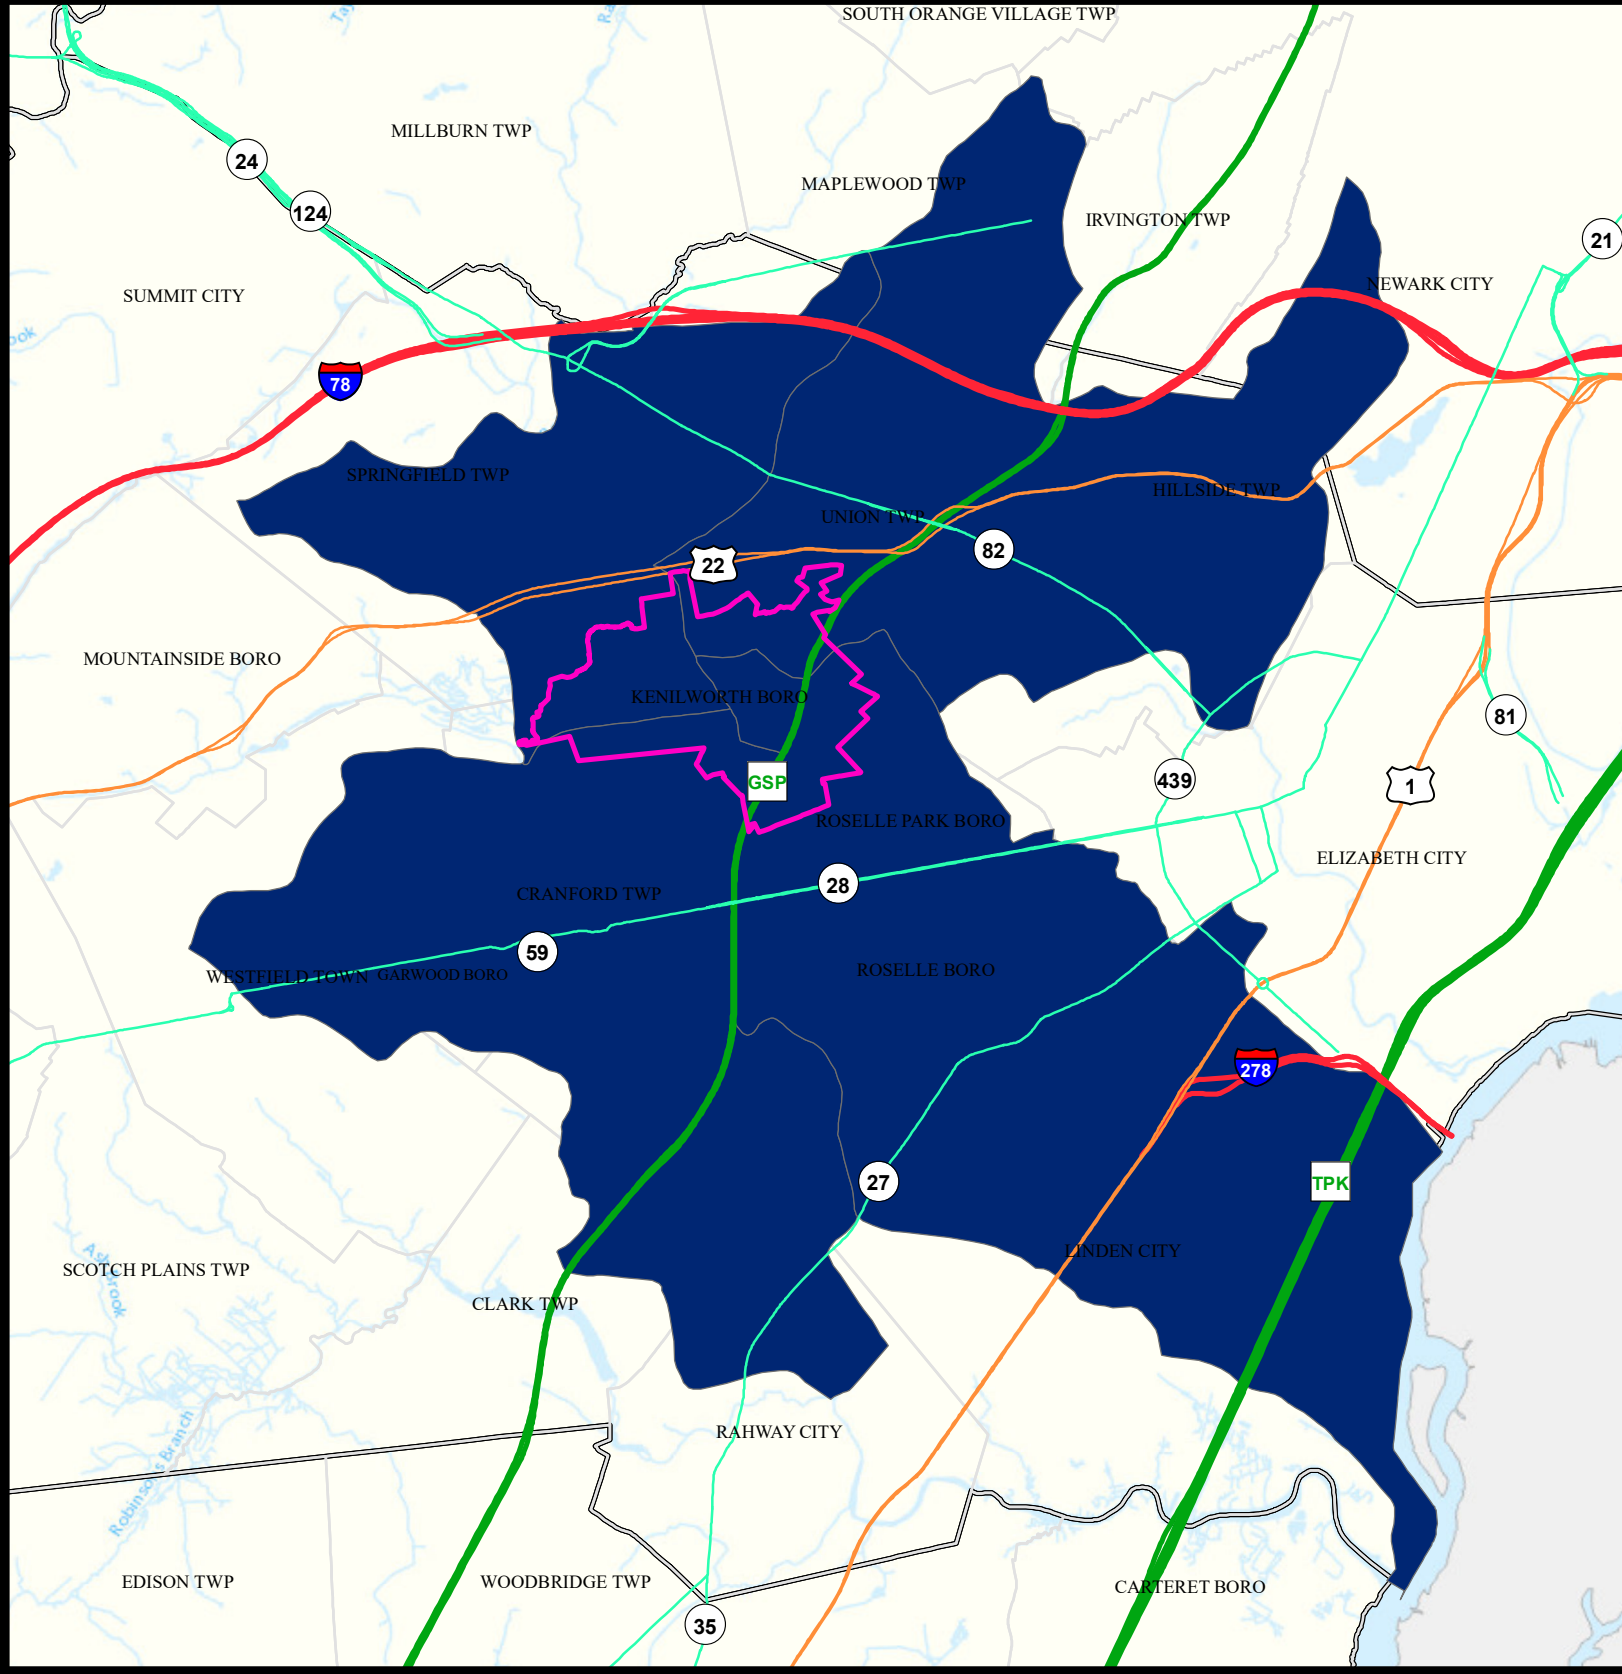 SOUTH ORANGE VILLAGE TWP
MILLBURN TWP
24
MAPLEWOOD TWP
124
IRVINGTON TWP
21
SUMMIT CITY
NEWARK CITY
78
SPRINGFIELD TWP
HILLSIDE TWP
UNION TWP
82
22
MOUNTAINSIDE BORO
KENILWORTH BORO
81
439
GSP
1
ROSELLE PARK BORO
ELIZABETH CITY
28
CRANFORD TWP
59
WESTFIELD TOWN
GARWOOD BORO
ROSELLE BORO
278
27
TPK
LINDEN CITY
SCOTCH PLAINS TWP
CLARK TWP
RAHWAY CITY
Robinsons Branch
EDISON TWP
WOODBRIDGE TWP
CARTERET BORO
35